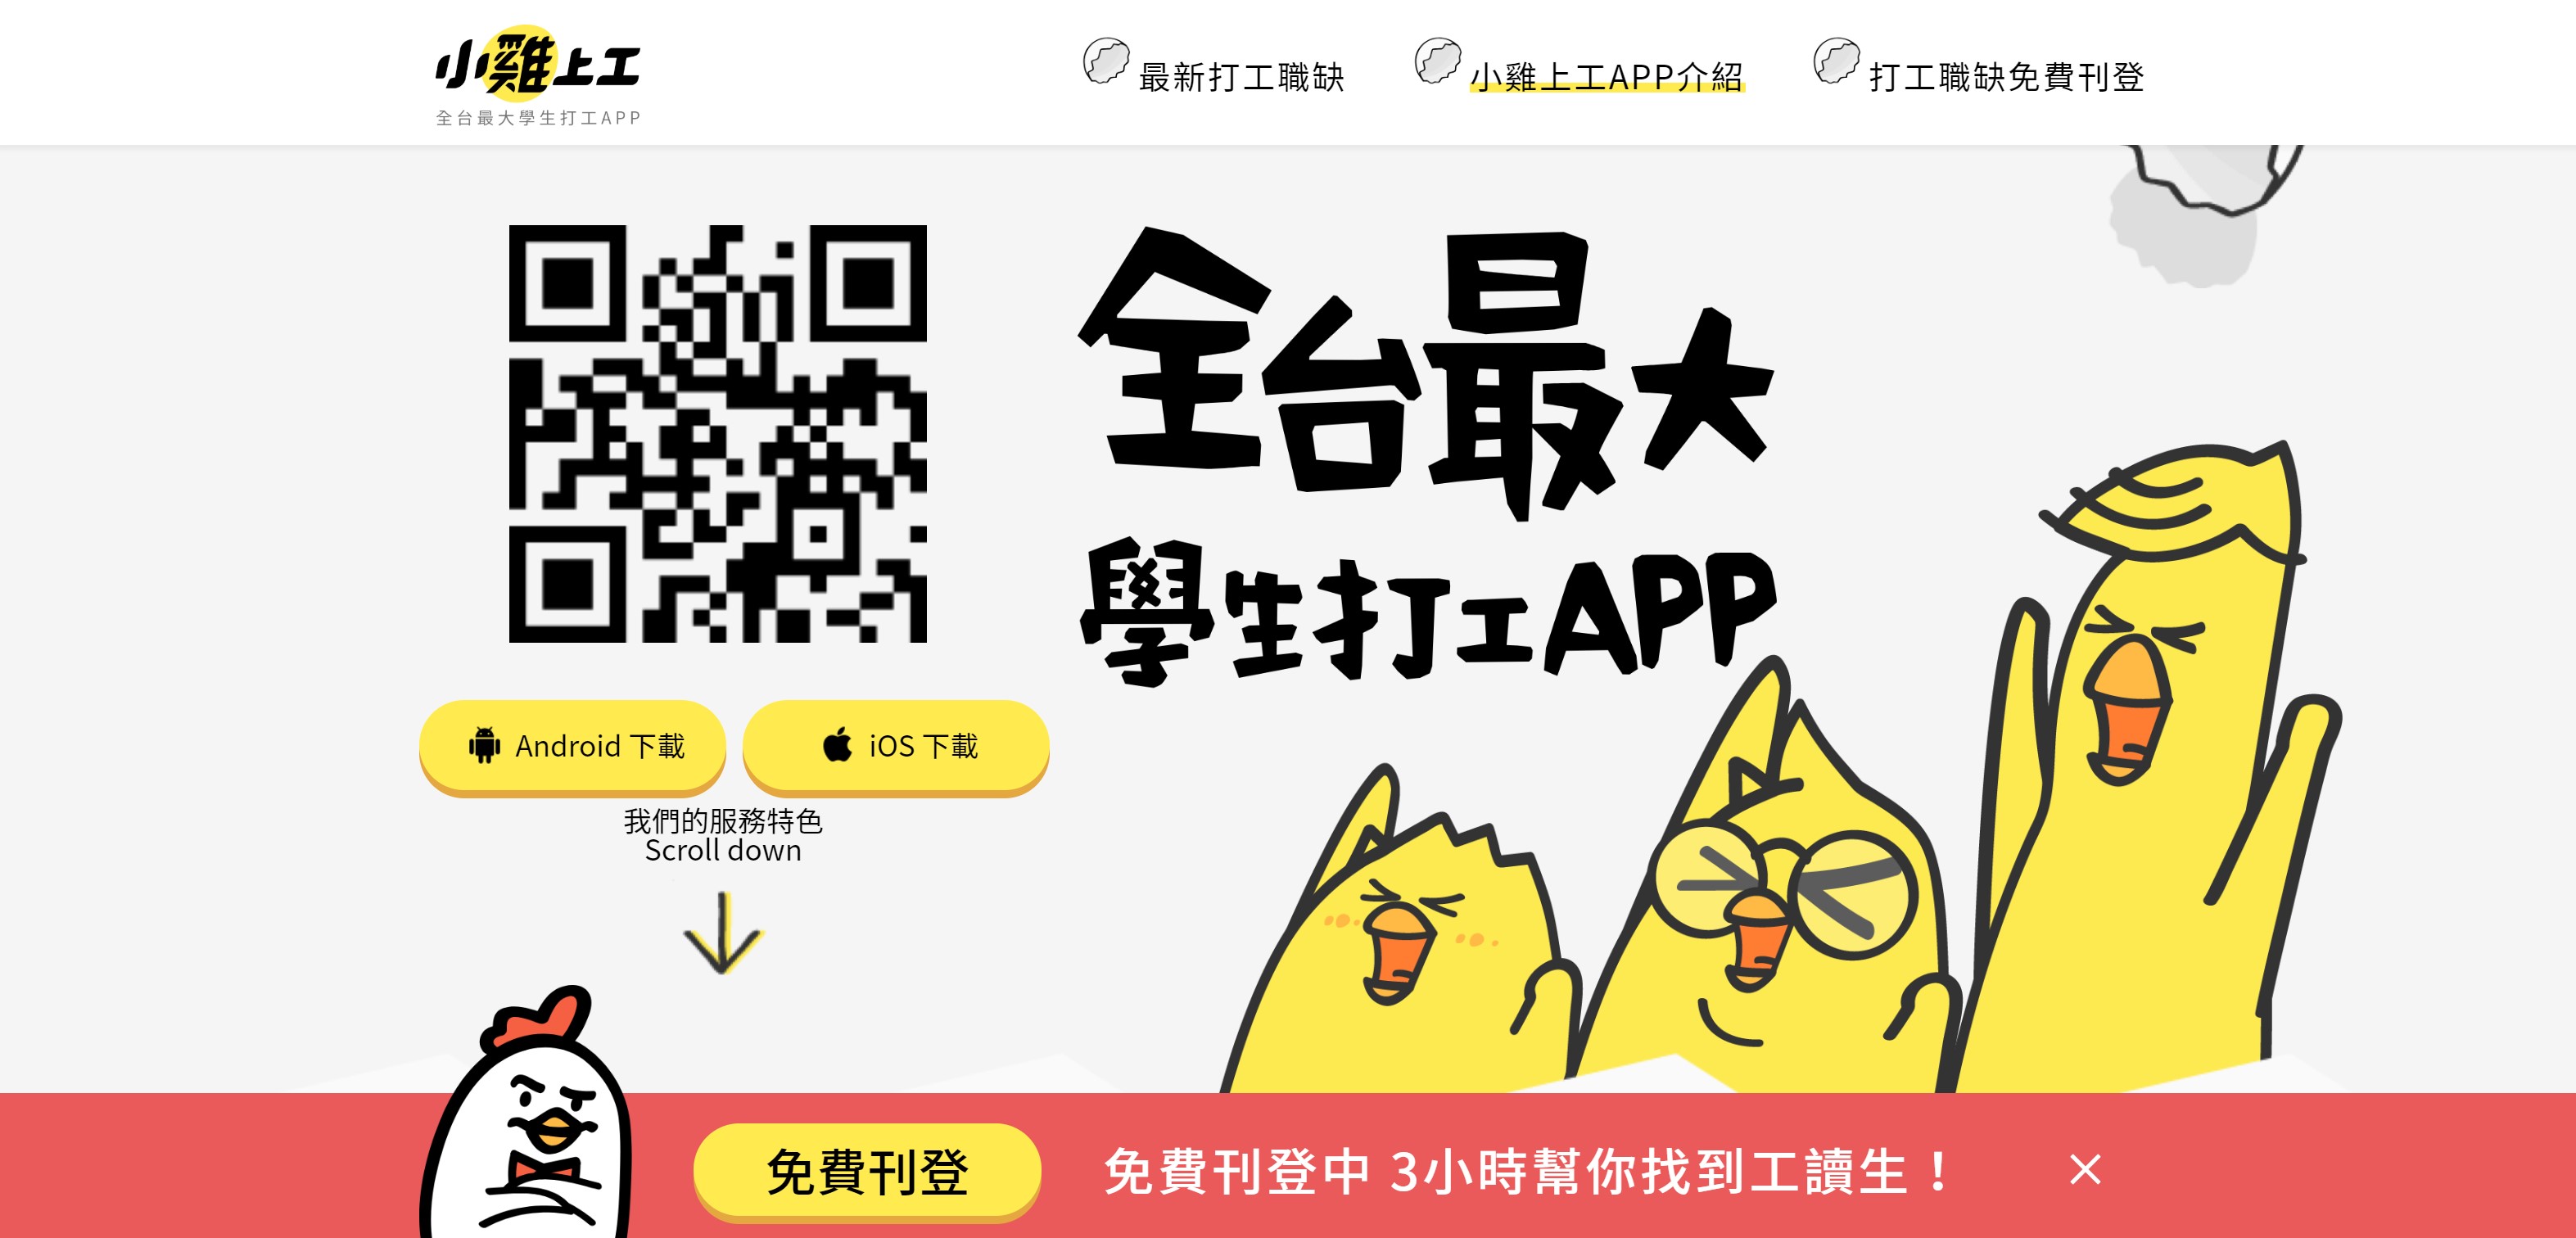 小雞上工
全台最大學生打工APP
最新打工職缺
小雞上工APP介紹
打工職缺免費刊登
全台最大
學生打工APP
Android 下載
iOS 下載
我們的服務特色
Scroll down
免費刊登
免費刊登中 3小時幫你找到工讀生！